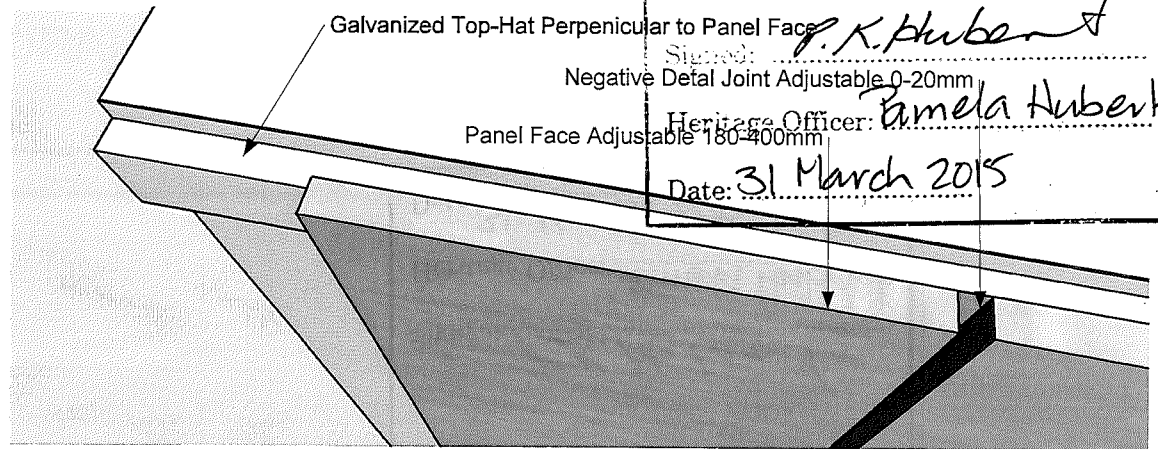 Galvanized Top-Hat Perpenicular to Panel Face
Signed: P.K.Hubert
Negative Detal Joint Adjustable 0-20mm
Heritage Officer: Pamela Hubert
Panel Face Adjustable 180-400mm
Date: 31 March 2015